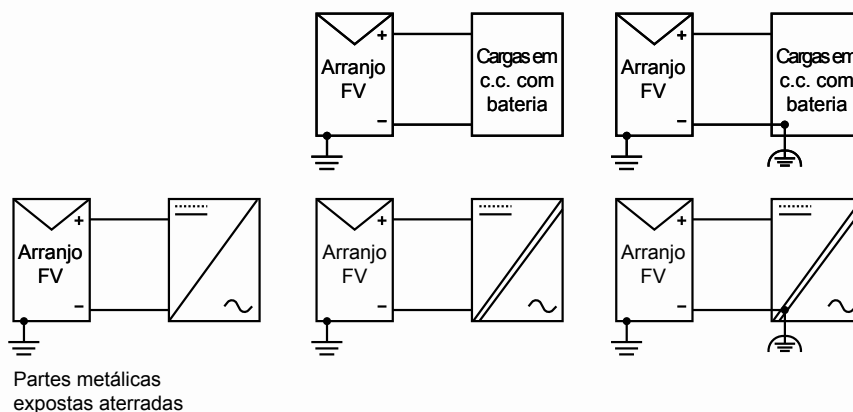 +
Arranjo
FV
−
Cargas em
c.c. com
bateria
+
Arranjo
FV
−
Cargas em
c.c. com
bateria
+
Arranjo
FV
−
+
Arranjo
FV
−
+
Arranjo
FV
−
Partes metálicas
expostas aterradas